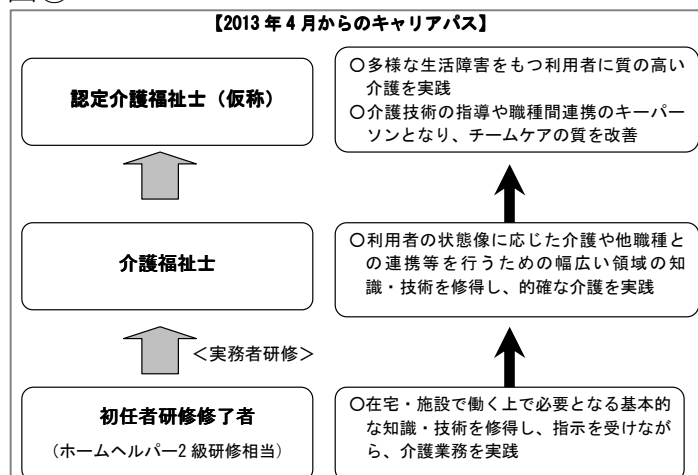 【2013年4月からのキャリアパス】
認定介護福祉士（仮称）
○多様な生活障害をもつ利用者に質の高い
介護を実践
○介護技術の指導や職種間連携のキーパー
ソンとなり、チームケアの質を改善
介護福祉士
○利用者の状態像に応じた介護や他職種と
の連携等を行うための幅広い領域の知
識・技術を修得し、的確な介護を実践
＜実務者研修＞
初任者研修修了者
（ホームヘルパー2級研修相当）
○在宅・施設で働く上で必要となる基本的
な知識・技術を修得し、指示を受けなが
ら、介護業務を実践